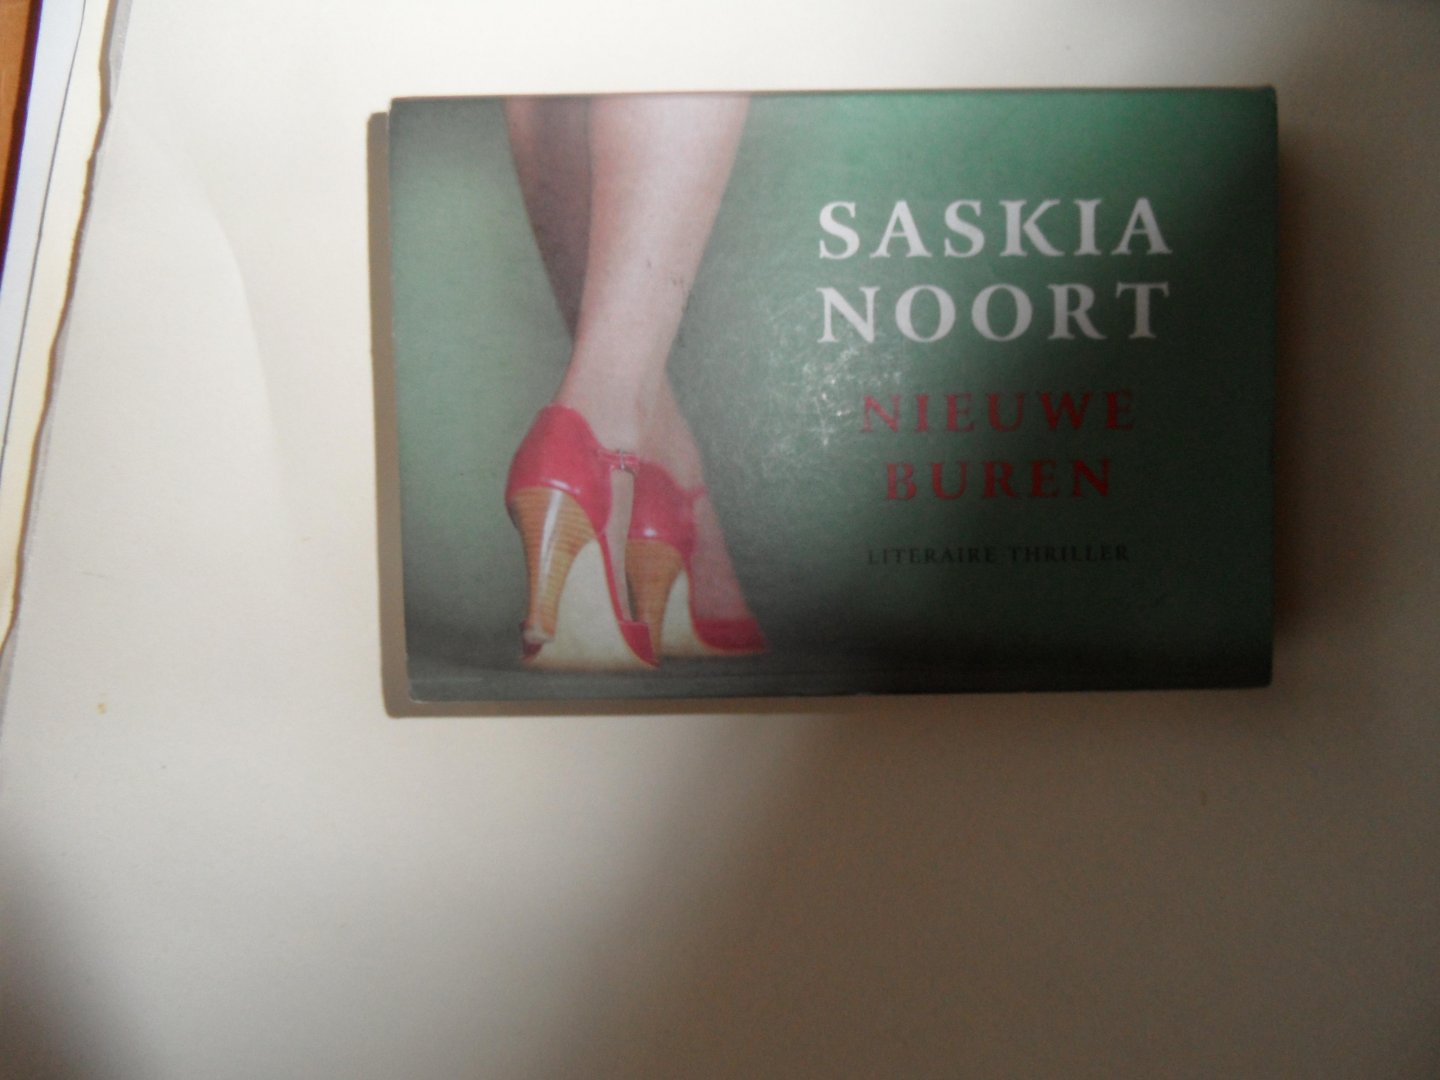 SASKIA
NOORT
NIEUWE
BUREN
LITERAIRE THRILLER